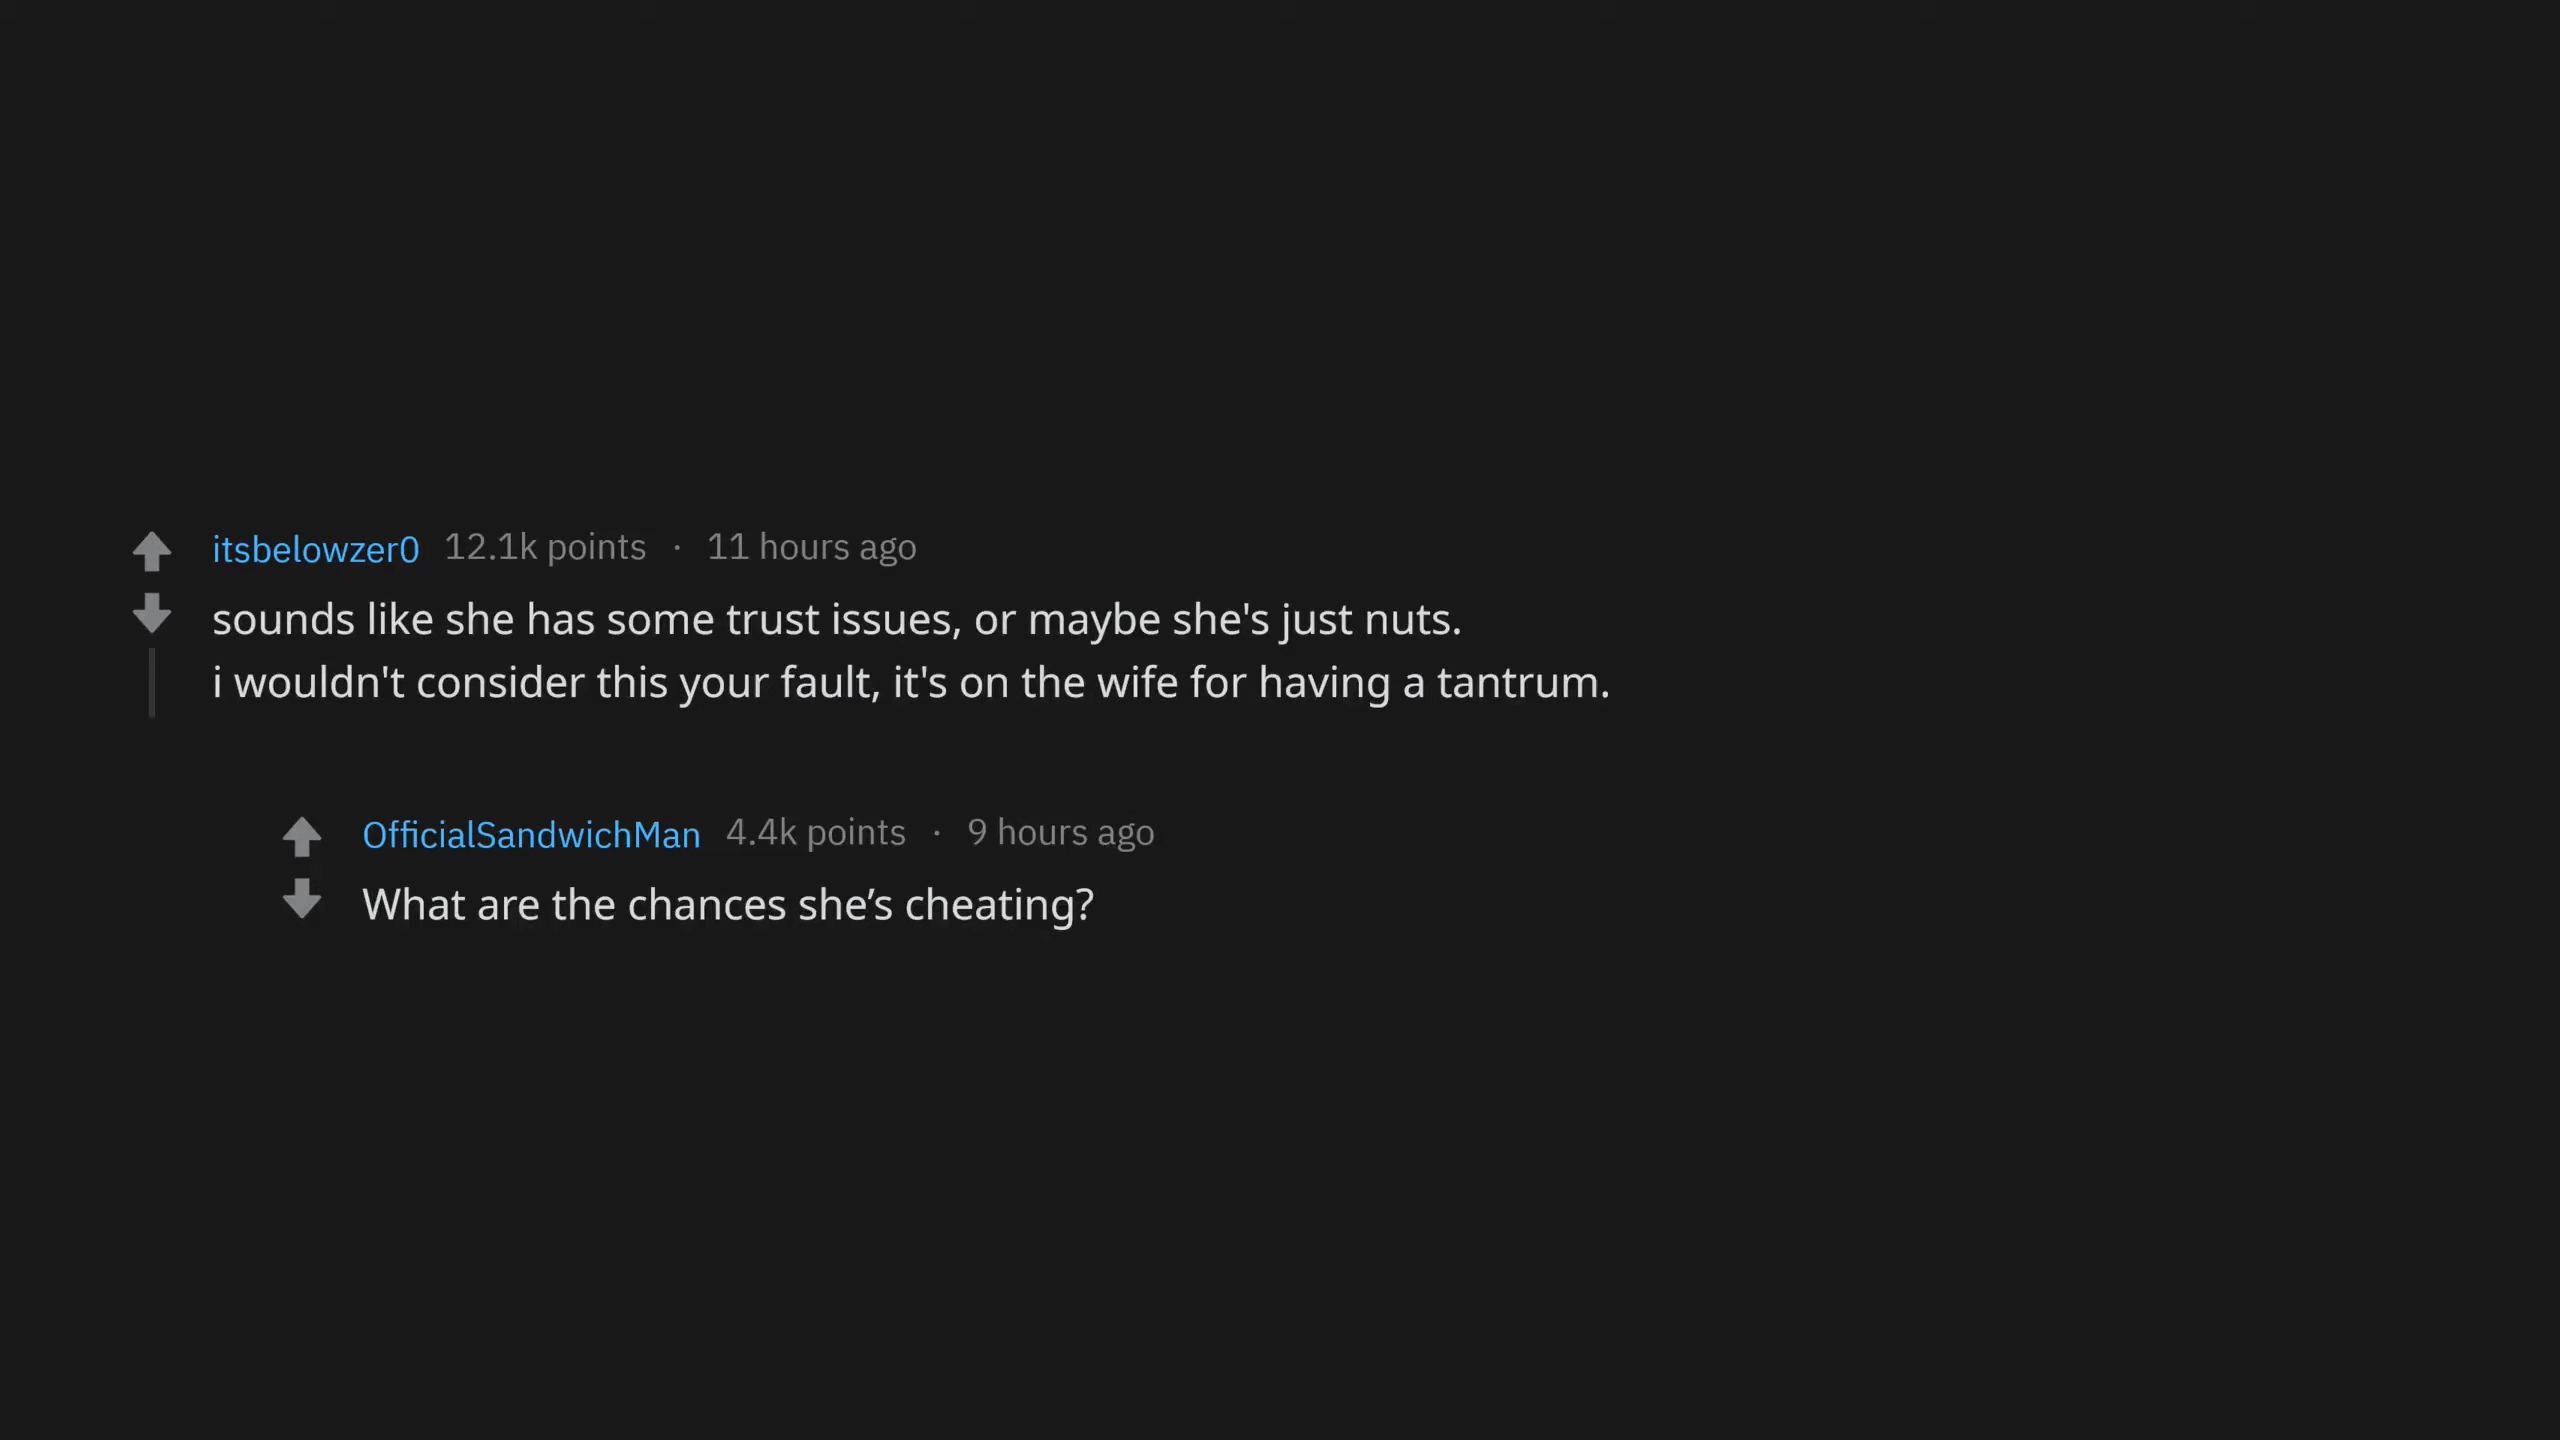 itsbelowzer0 12.1k points · 11 hours ago
sounds like she has some trust issues, or maybe she's just nuts.
i wouldn't consider this your fault, it's on the wife for having a tantrum.
OfficialSandwichMan 4.4k points · 9 hours ago
What are the chances she’s cheating?